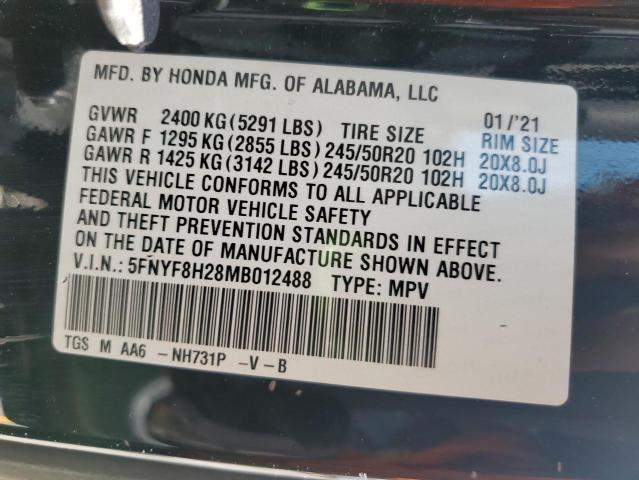 MFD. BY HONDA MFG. OF ALABAMA, LLC 01/'21
GVWR 2400 KG(5291 LBS) TIRE SIZE RIM SIZE
GAWR F 1295 KG(2855 LBS)245/50R20 102H 20X8.0J
GAWR R 1425 KG(3142 LBS)245/50R20 102H 20X8.0J
THIS VEHICLE CONFORMS TO ALL APPLICABLE
FEDERAL MOTOR VEHICLE SAFETY
AND THEFT PREVENTION STANDARDS IN EFFECT
ON THE DATE OF MANUFACTURE SHOWN ABOVE.
V.I.N.: 5FNYF8H28MB012488 TYPE: MPV
TGS M AA6 -NH731P -V-B